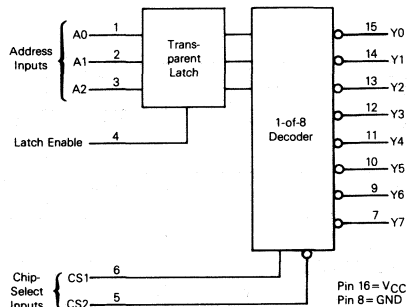 A0 1 15 Y0
Address Inputs A1 2 Trans-parent Latch 14 Y1
A2 3 13 Y2
12 Y3
1-of-8 Decoder
Latch Enable 4 11 Y4
10 Y5
9 Y6
7 Y7
Chip-Select Inputs CS1 6
CS2 5
Pin 16=VCC
Pin 8=GND